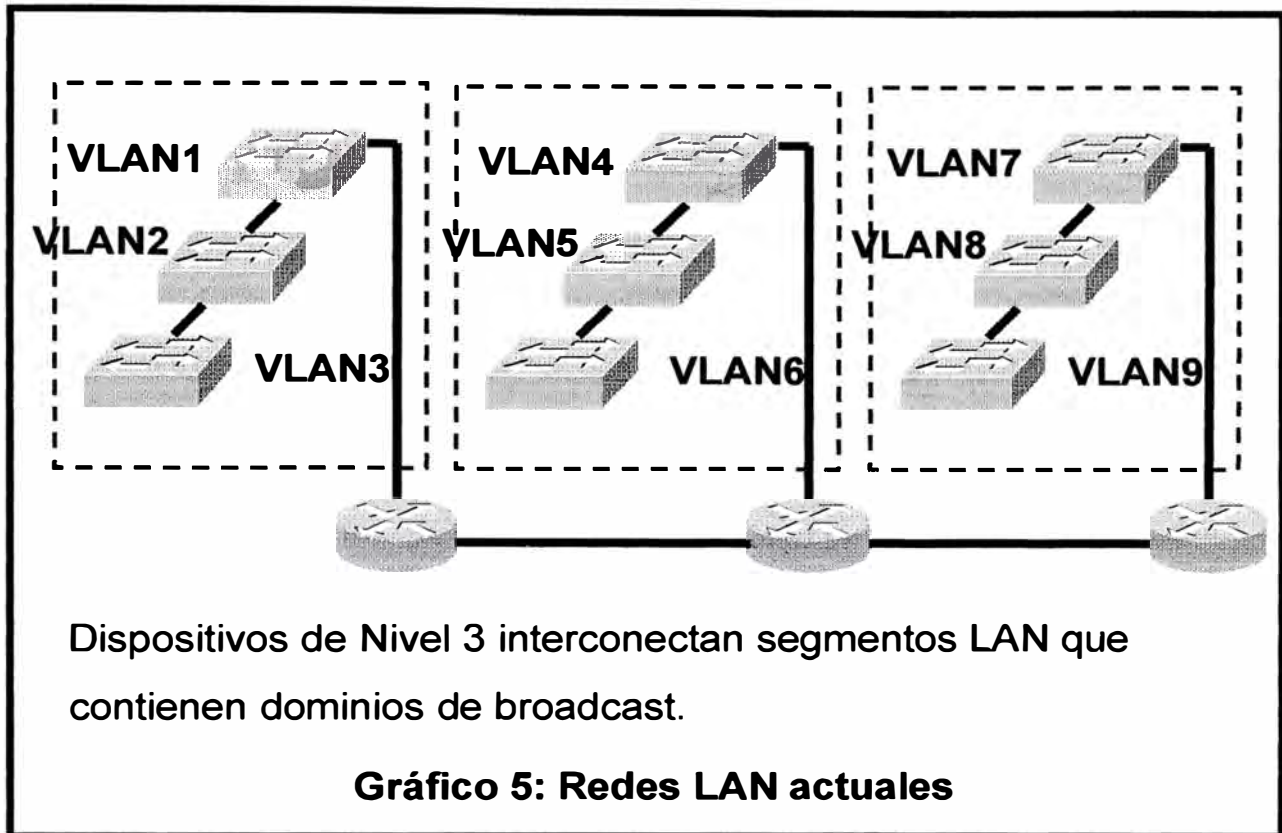 VLAN1
VLAN2
VLAN3
VLAN4
VLAN5
VLAN6
VLAN7
VLAN8
VLAN9
Dispositivos de Nivel 3 interconectan segmentos LAN que
contienen dominios de broadcast.
Gráfico 5: Redes LAN actuales